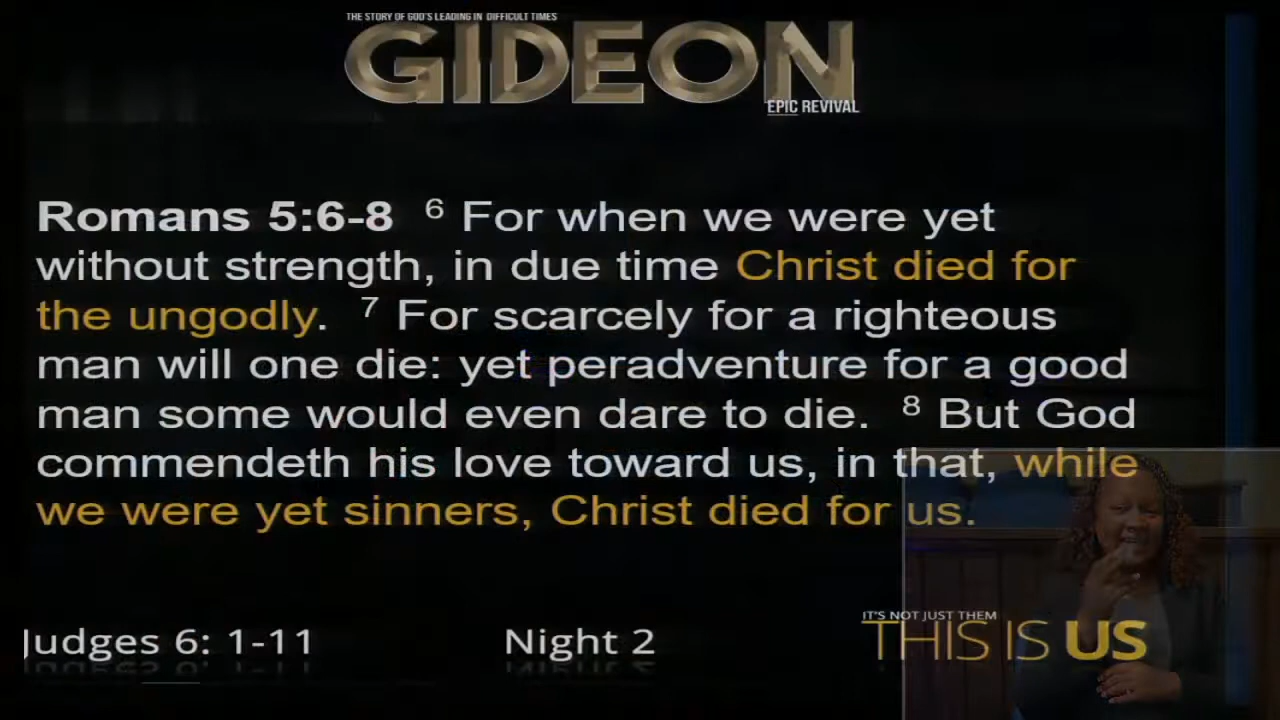 THE STORY OF GOD'S LEADING IN DIFFICULT TIMES
GIDEON
EPIC REVIVAL
Romans 5:6-8 ⁶ For when we were yet
without strength, in due time Christ died for
the ungodly. ⁷ For scarcely for a righteous
man will one die: yet peradventure for a good
man some would even dare to die. ⁸ But God
commendeth his love toward us, in that, while
we were yet sinners, Christ died for us.
Judges 6: 1-11
Night 2
IT'S NOT JUST THEM
THIS IS US